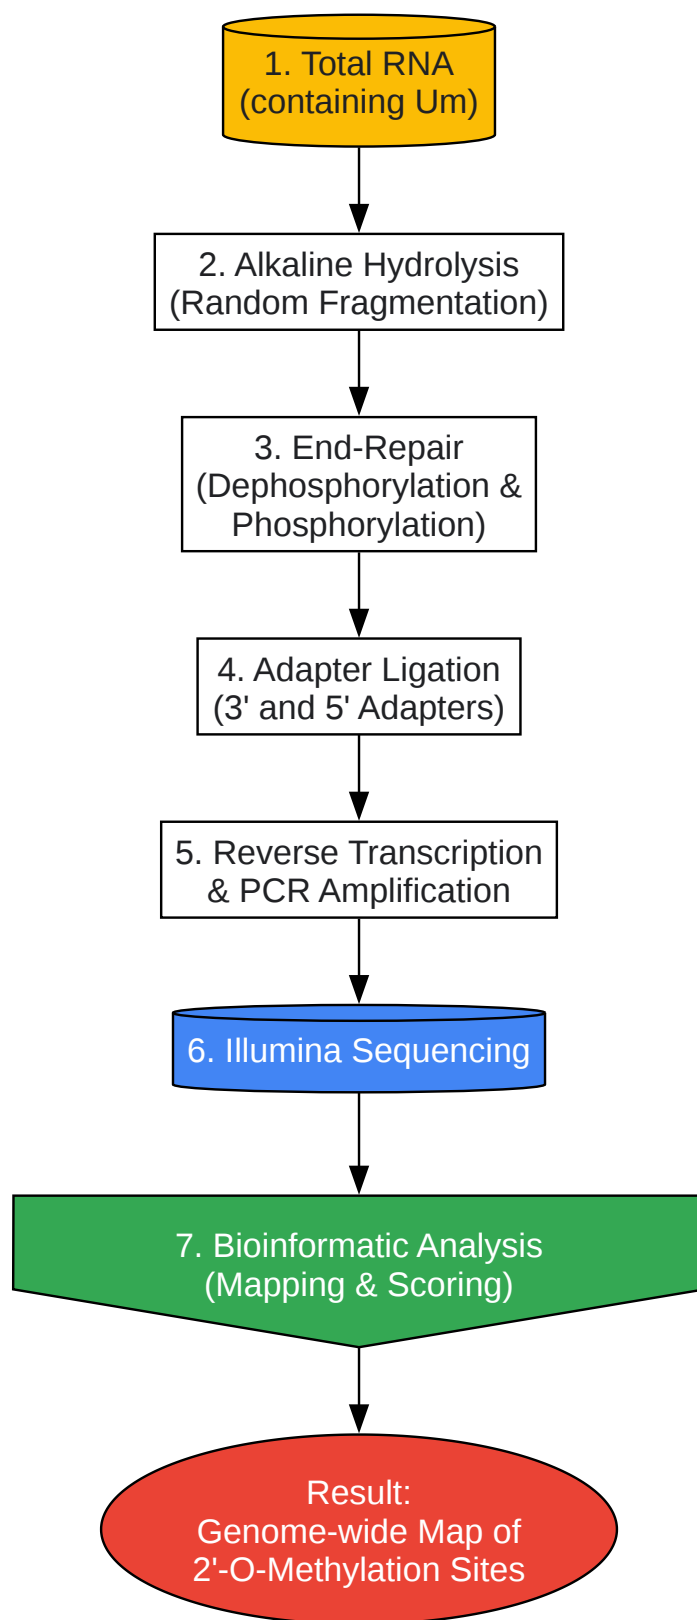 1. Total RNA
(containing Um)
2. Alkaline Hydrolysis
(Random Fragmentation)
3. End-Repair
(Dephosphorylation &
Phosphorylation)
4. Adapter Ligation
(3' and 5' Adapters)
5. Reverse Transcription
& PCR Amplification
6. Illumina Sequencing
7. Bioinformatic Analysis
(Mapping & Scoring)
Result:
Genome-wide Map of
2'-O-Methylation Sites